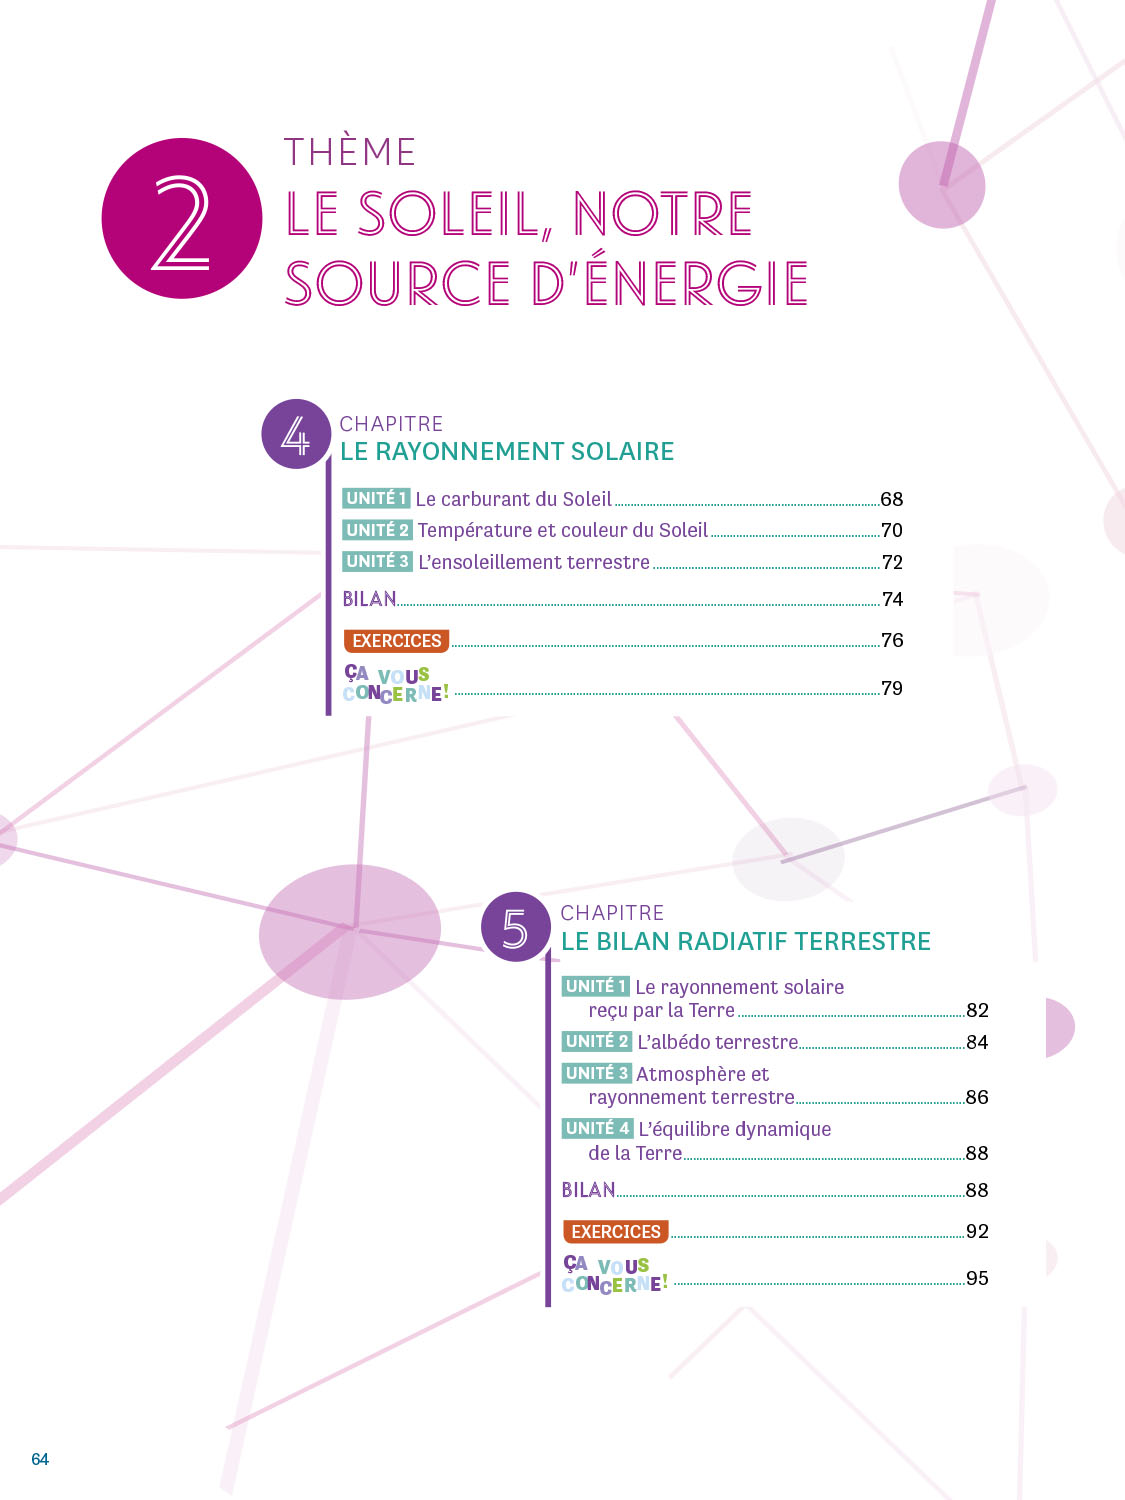 2
THÈME
LE SOLEIL, NOTRE
SOURCE D'ÉNERGIE
4
CHAPITRE
LE RAYONNEMENT SOLAIRE
UNITÉ 1 Le carburant du Soleil 68
UNITÉ 2 Température et couleur du Soleil 70
UNITÉ 3 L'ensoleillement terrestre 72
BILAN 74
EXERCICES 76
ÇA VOUS
CONCERNE! 79
5
CHAPITRE
LE BILAN RADIATIF TERRESTRE
UNITÉ 1 Le rayonnement solaire
reçu par la Terre 82
UNITÉ 2 L'albédo terrestre 84
UNITÉ 3 Atmosphère et
rayonnement terrestre 86
UNITÉ 4 L'équilibre dynamique
de la Terre 88
BILAN 88
EXERCICES 92
ÇA VOUS
CONCERNE! 95
64